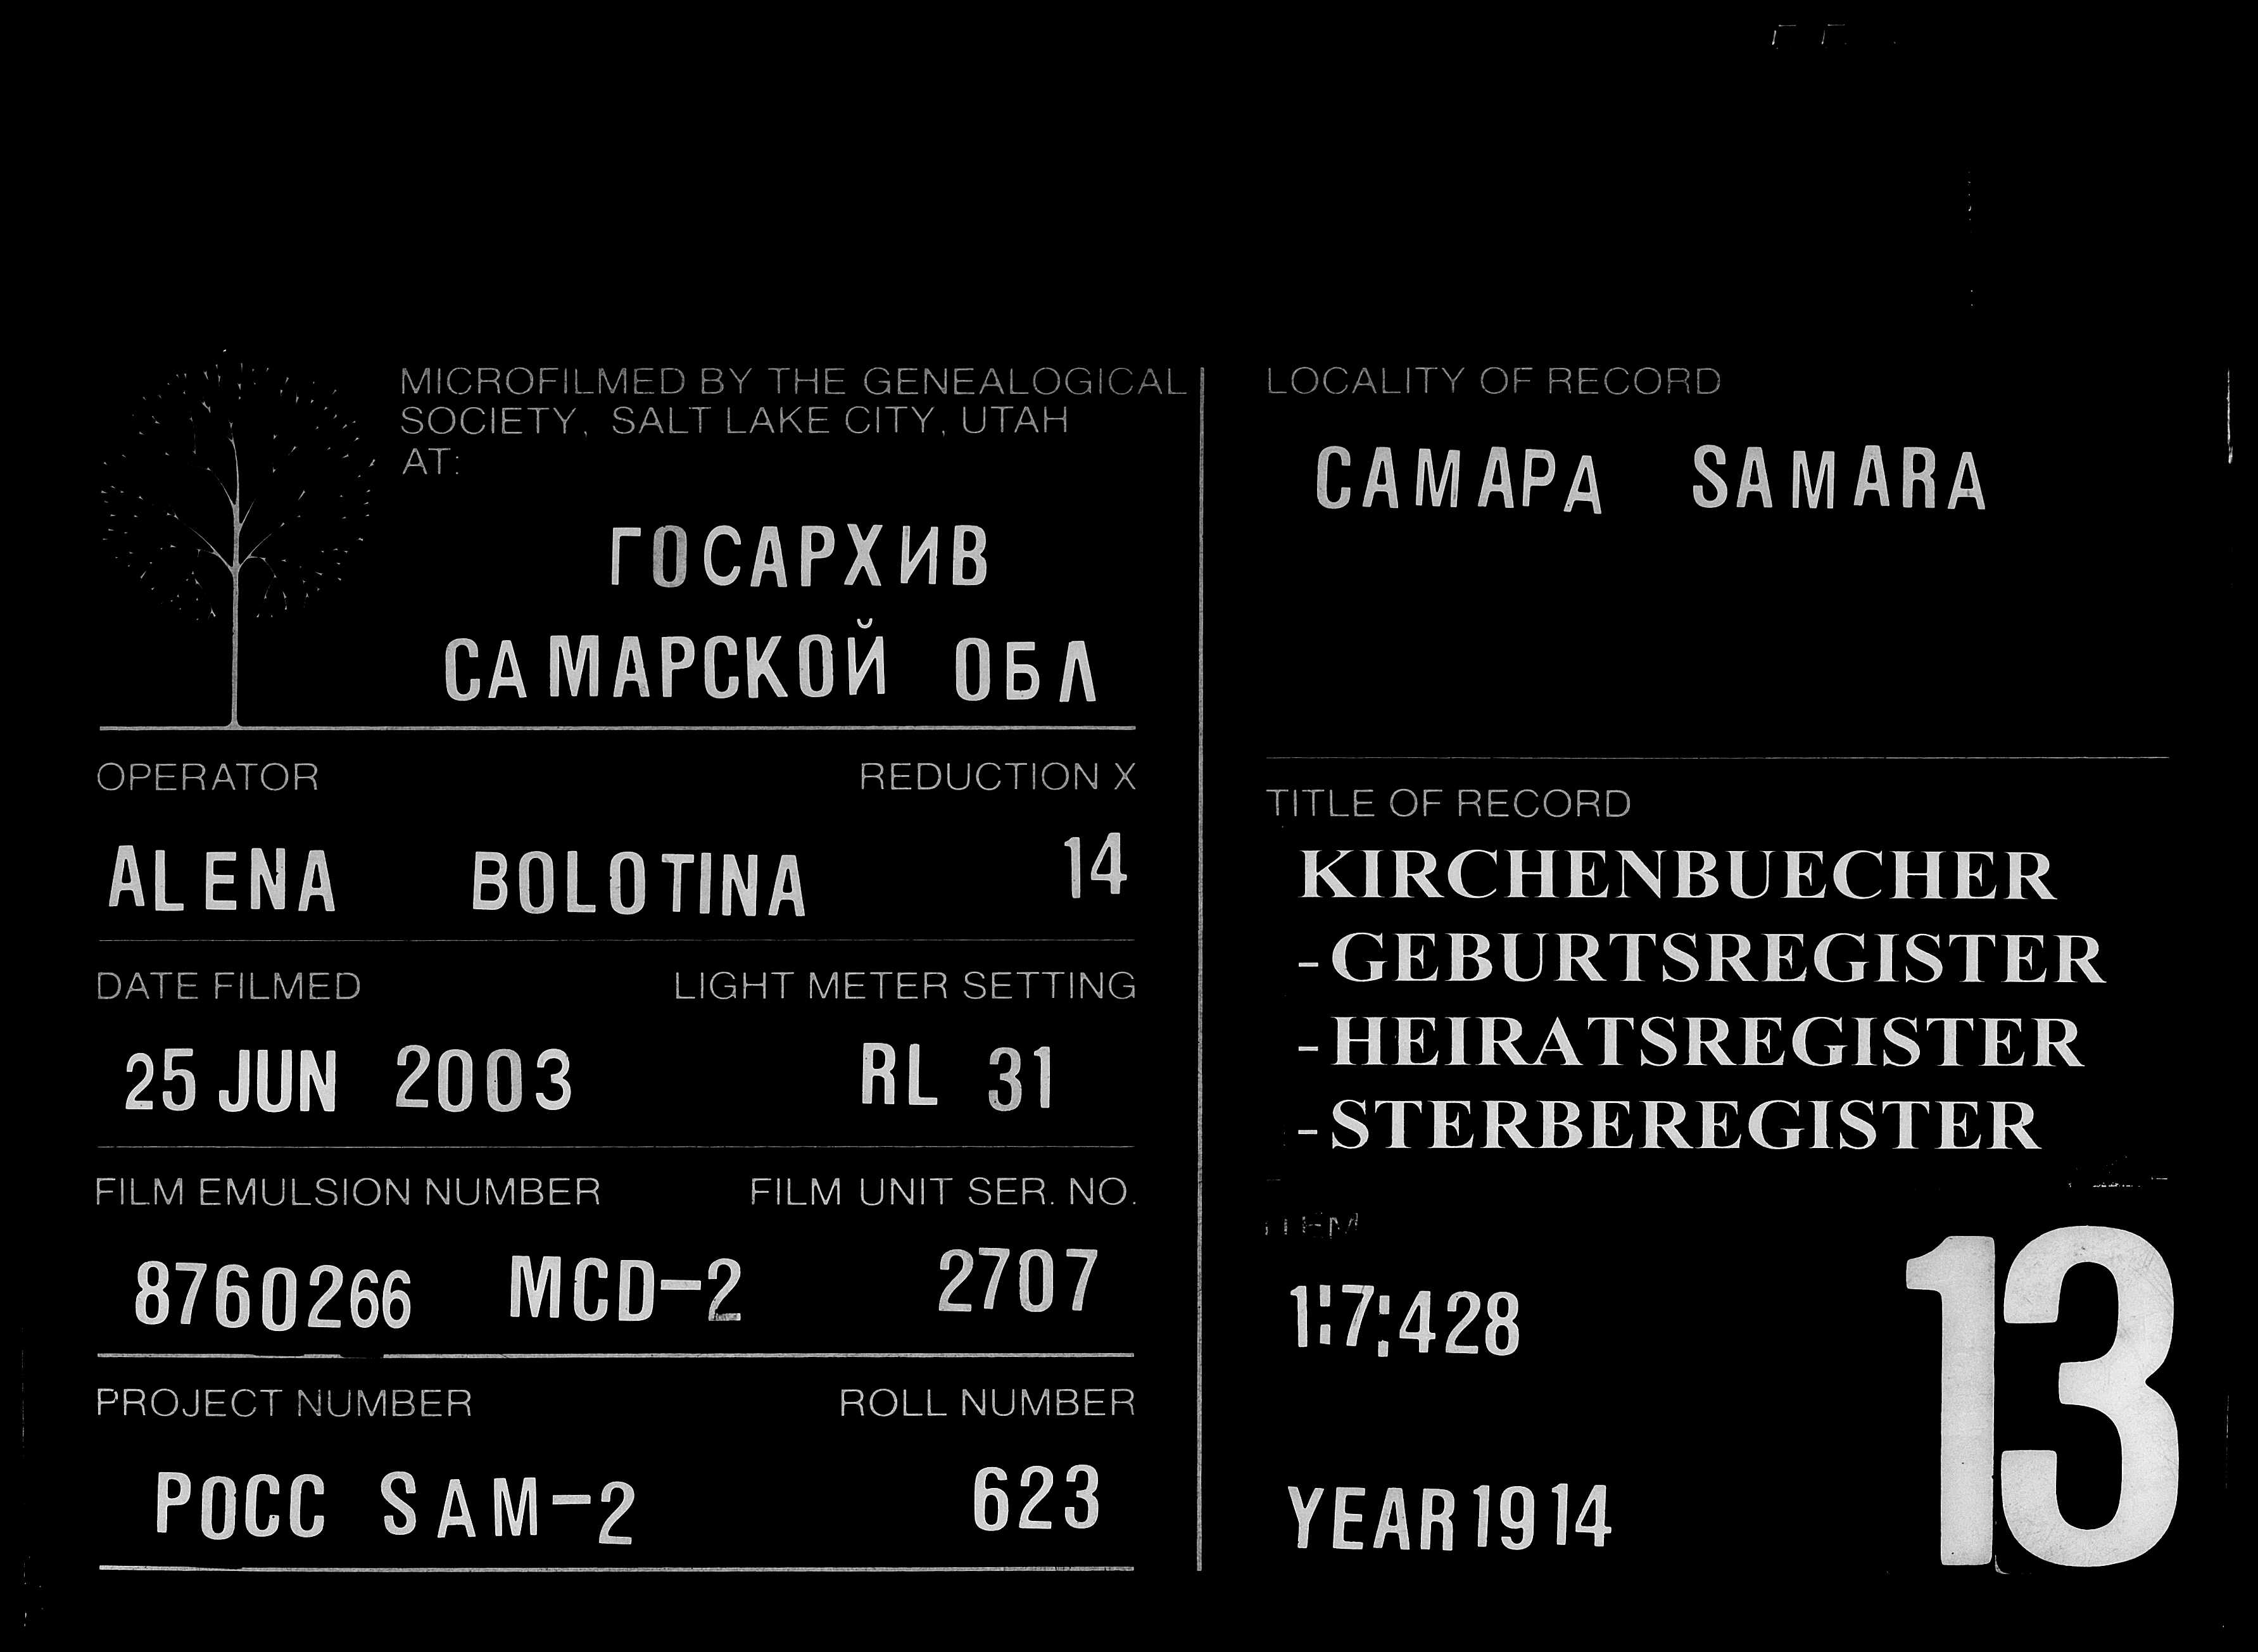 MICROFILMED BY THE GENEALOGICAL
SOCIETY, SALT LAKE CITY, UTAH
AT:
ГОСАРХИВ
САМАРСКОЙ ОБЛ
OPERATOR REDUCTION X
ALENA BOLOTINA 14
DATE FILMED LIGHT METER SETTING
25 JUN 2003 RL 31
FILM EMULSION NUMBER FILM UNIT SER. NO.
8760266 MCD-2 2707
PROJECT NUMBER ROLL NUMBER
РОСС SAM-2 623
LOCALITY OF RECORD
САМАРА SAMARA
TITLE OF RECORD
KIRCHENBUECHER
-GEBURTSREGISTER
-HEIRATSREGISTER
-STERBEREGISTER
ITEM
1:7:428
13
YEAR 1914